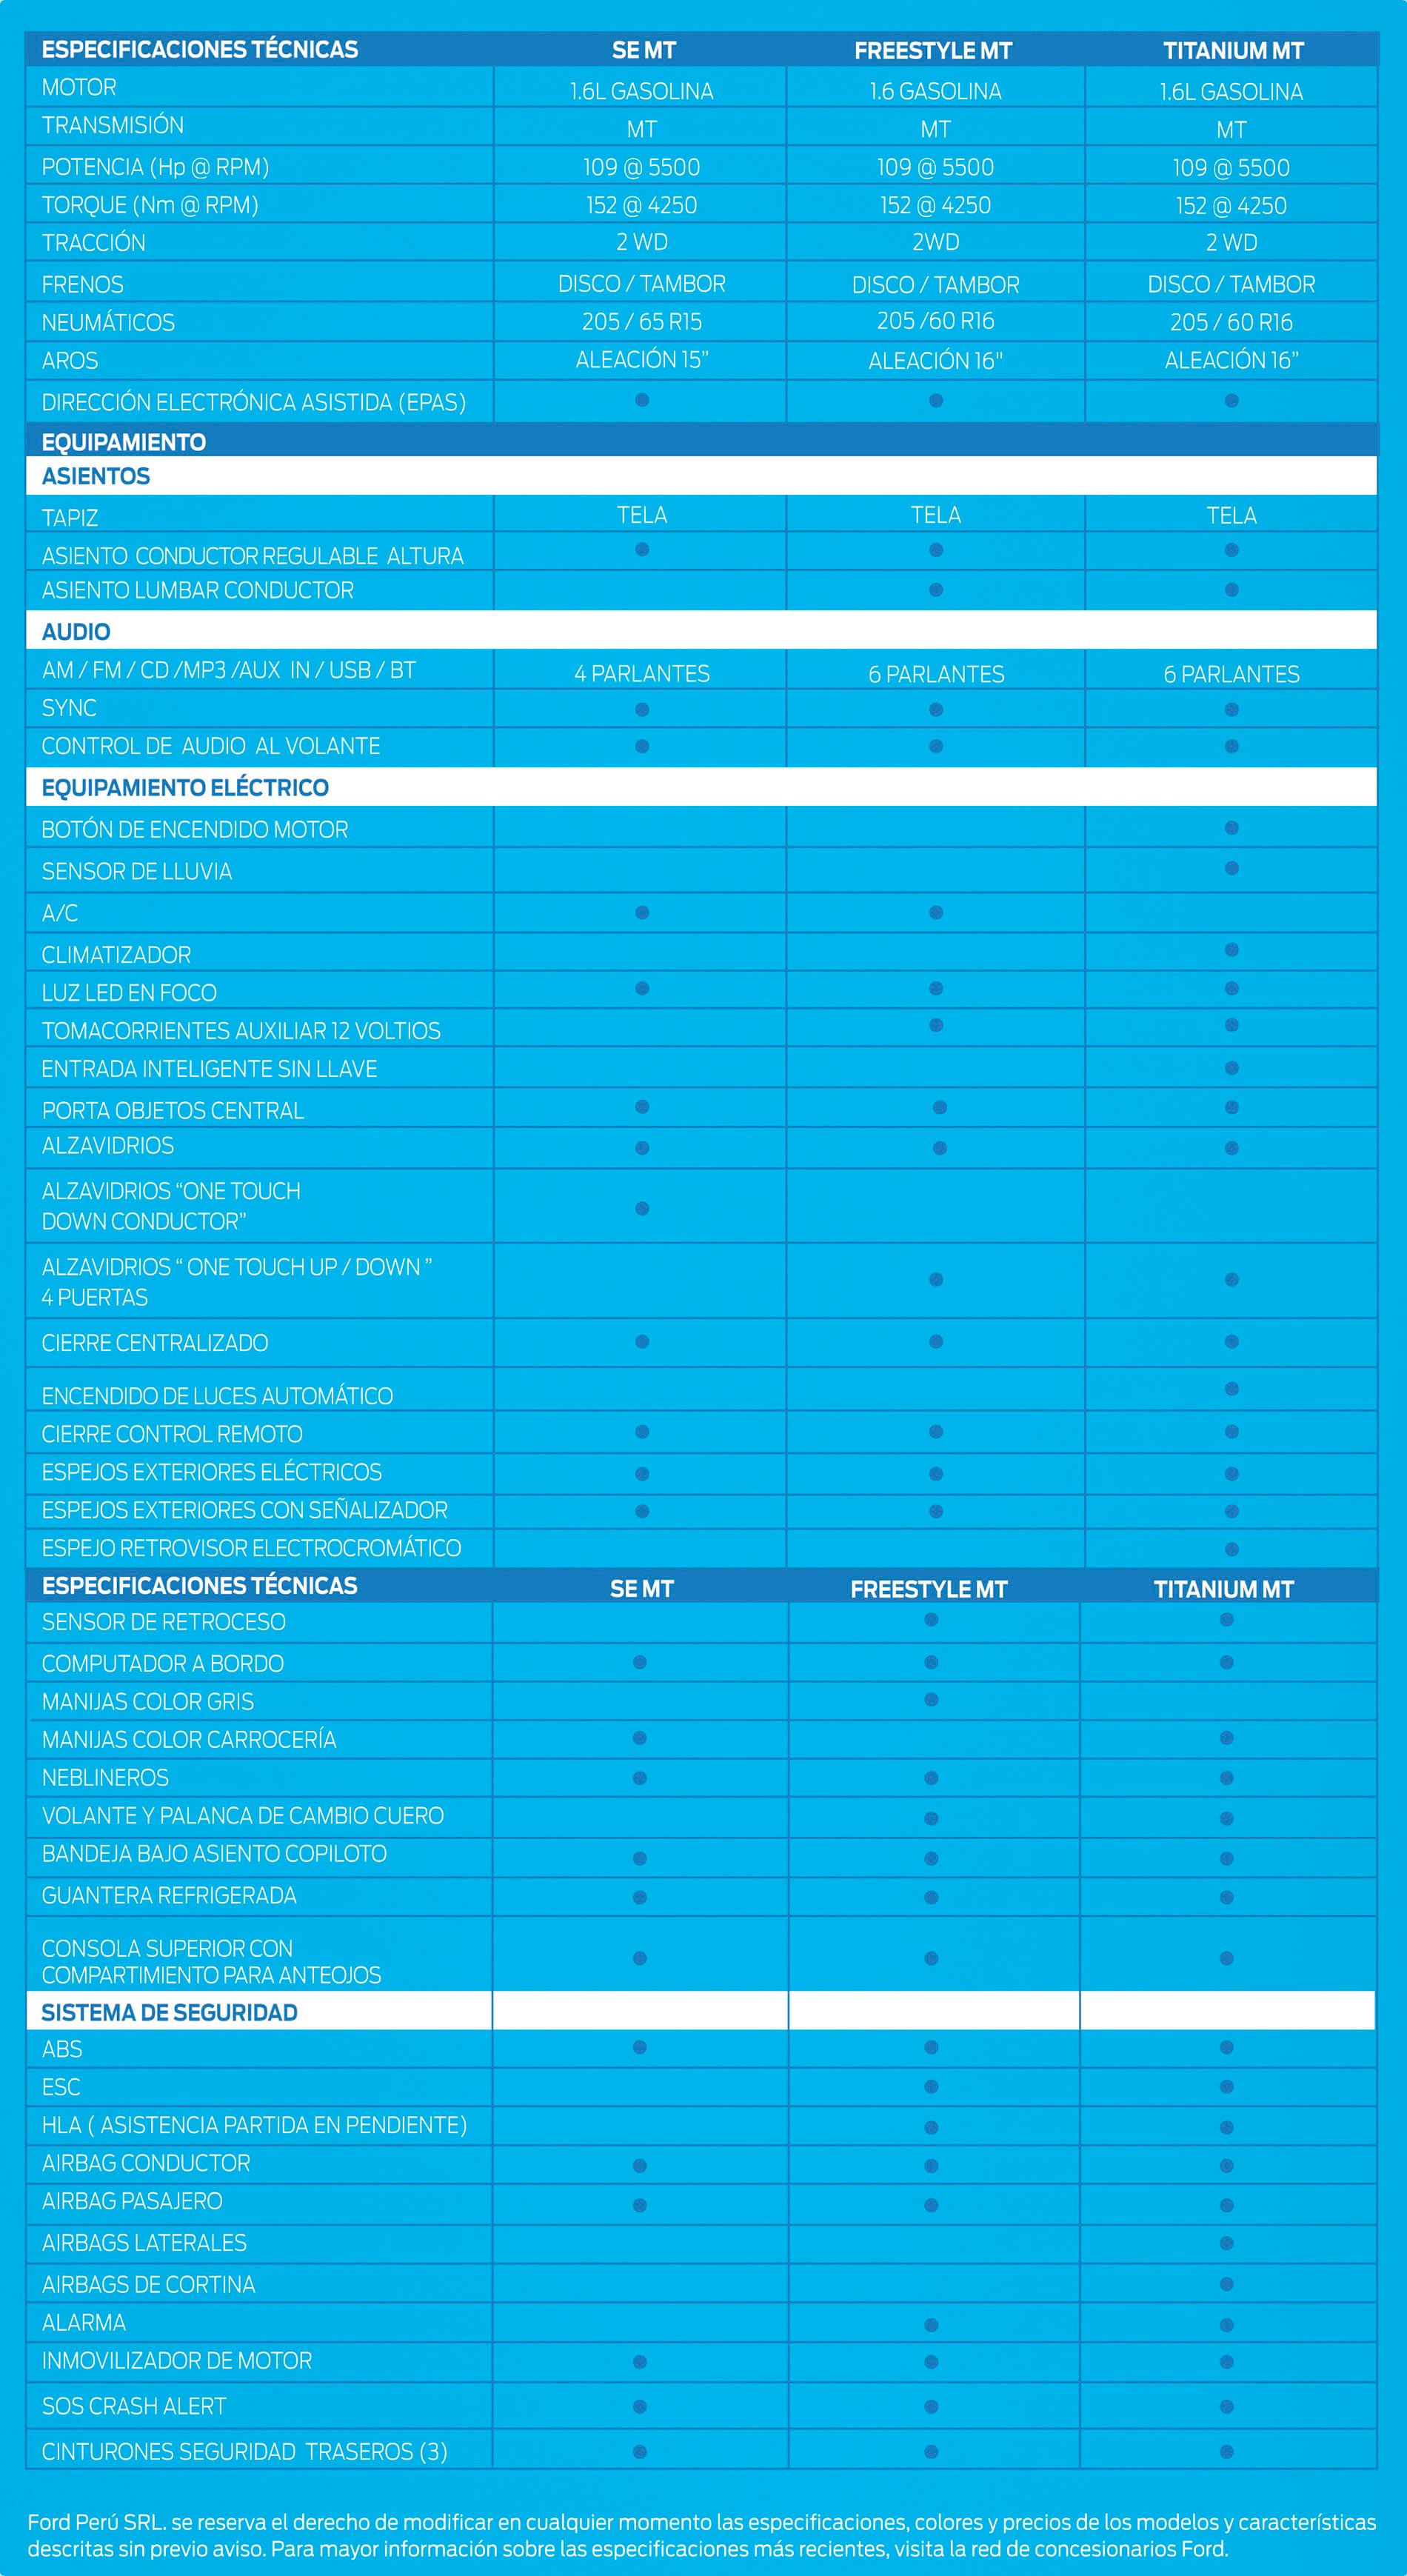 ESPECIFICACIONES TÉCNICAS SE MT FREESTYLE MT TITANIUM MT
MOTOR 1.6L GASOLINA 1.6 GASOLINA 1.6L GASOLINA
TRANSMISIÓN MT MT MT
POTENCIA (Hp @ RPM) 109 @ 5500 109 @ 5500 109 @ 5500
TORQUE (Nm @ RPM) 152 @ 4250 152 @ 4250 152 @ 4250
TRACCIÓN 2 WD 2WD 2 WD
FRENOS DISCO / TAMBOR DISCO / TAMBOR DISCO / TAMBOR
NEUMÁTICOS 205 / 65 R15 205 /60 R16 205 / 60 R16
AROS ALEACIÓN 15” ALEACIÓN 16" ALEACIÓN 16”
DIRECCIÓN ELECTRÓNICA ASISTIDA (EPAS) ● ● ●
EQUIPAMIENTO
ASIENTOS
TAPIZ TELA TELA TELA
ASIENTO CONDUCTOR REGULABLE ALTURA ● ● ●
ASIENTO LUMBAR CONDUCTOR ● ●
AUDIO
AM / FM / CD /MP3 /AUX IN / USB / BT 4 PARLANTES 6 PARLANTES 6 PARLANTES
SYNC ● ● ●
CONTROL DE AUDIO AL VOLANTE ● ● ●
EQUIPAMIENTO ELÉCTRICO
BOTÓN DE ENCENDIDO MOTOR ●
SENSOR DE LLUVIA ●
A/C ● ●
CLIMATIZADOR ●
LUZ LED EN FOCO ● ● ●
TOMACORRIENTES AUXILIAR 12 VOLTIOS ● ●
ENTRADA INTELIGENTE SIN LLAVE ●
PORTA OBJETOS CENTRAL ● ● ●
ALZAVIDRIOS ● ● ●
ALZAVIDRIOS “ONE TOUCH
DOWN CONDUCTOR” ●
ALZAVIDRIOS “ ONE TOUCH UP / DOWN ”
4 PUERTAS ● ●
CIERRE CENTRALIZADO ● ● ●
ENCENDIDO DE LUCES AUTOMÁTICO ●
CIERRE CONTROL REMOTO ● ● ●
ESPEJOS EXTERIORES ELÉCTRICOS ● ● ●
ESPEJOS EXTERIORES CON SEÑALIZADOR ● ● ●
ESPEJO RETROVISOR ELECTROCROMÁTICO ●
ESPECIFICACIONES TÉCNICAS SE MT FREESTYLE MT TITANIUM MT
SENSOR DE RETROCESO ● ●
COMPUTADOR A BORDO ● ● ●
MANIJAS COLOR GRIS ●
MANIJAS COLOR CARROCERÍA ● ●
NEBLINEROS ● ● ●
VOLANTE Y PALANCA DE CAMBIO CUERO ● ●
BANDEJA BAJO ASIENTO COPILOTO ● ● ●
GUANTERA REFRIGERADA ● ● ●
CONSOLA SUPERIOR CON
COMPARTIMIENTO PARA ANTEOJOS ● ● ●
SISTEMA DE SEGURIDAD
ABS ● ● ●
ESC ● ●
HLA ( ASISTENCIA PARTIDA EN PENDIENTE) ● ●
AIRBAG CONDUCTOR ● ● ●
AIRBAG PASAJERO ● ● ●
AIRBAGS LATERALES ●
AIRBAGS DE CORTINA ●
ALARMA ● ●
INMOVILIZADOR DE MOTOR ● ● ●
SOS CRASH ALERT ● ● ●
CINTURONES SEGURIDAD TRASEROS (3) ● ● ●
Ford Perú SRL. se reserva el derecho de modificar en cualquier momento las especificaciones, colores y precios de los modelos y características
descritas sin previo aviso. Para mayor información sobre las especificaciones más recientes, visita la red de concesionarios Ford.